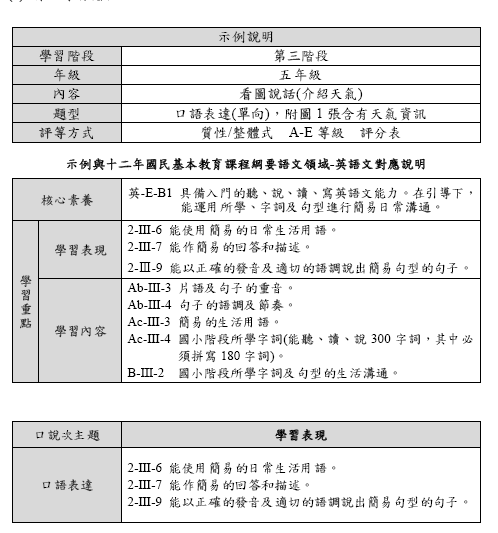 示例說明
學習階段 第三階段
年級 五年級
內容 看圖說話(介紹天氣)
題型 口語表達(單向)，附圖 1 張含有天氣資訊
評等方式 質性/整體式 A-E 等級 評分表
示例與十二年國民基本教育課程綱要語文領域-英語文對應說明
核心素養 英-E-B1 具備入門的聽、說、讀、寫英語文能力。在引導下，
能運用所學、字詞及句型進行簡易日常溝通。
學習重點
學習表現
2-III-6 能使用簡易的日常生活用語。
2-III-7 能作簡易的回答和描述。
2-III-9 能以正確的發音及適切的語調說出簡易句型的句子。
學習內容
Ab-III-3 片語及句子的重音。
Ab-III-4 句子的語調及節奏。
Ac-III-3 簡易的生活用語。
Ac-III-4 國小階段所學字詞(能聽、讀、說 300 字詞，其中必
須拼寫 180 字詞)。
B-III-2 國小階段所學字詞及句型的生活溝通。
口說次主題 學習表現
口語表達
2-III-6 能使用簡易的日常生活用語。
2-III-7 能作簡易的回答和描述。
2-III-9 能以正確的發音及適切的語調說出簡易句型的句子。